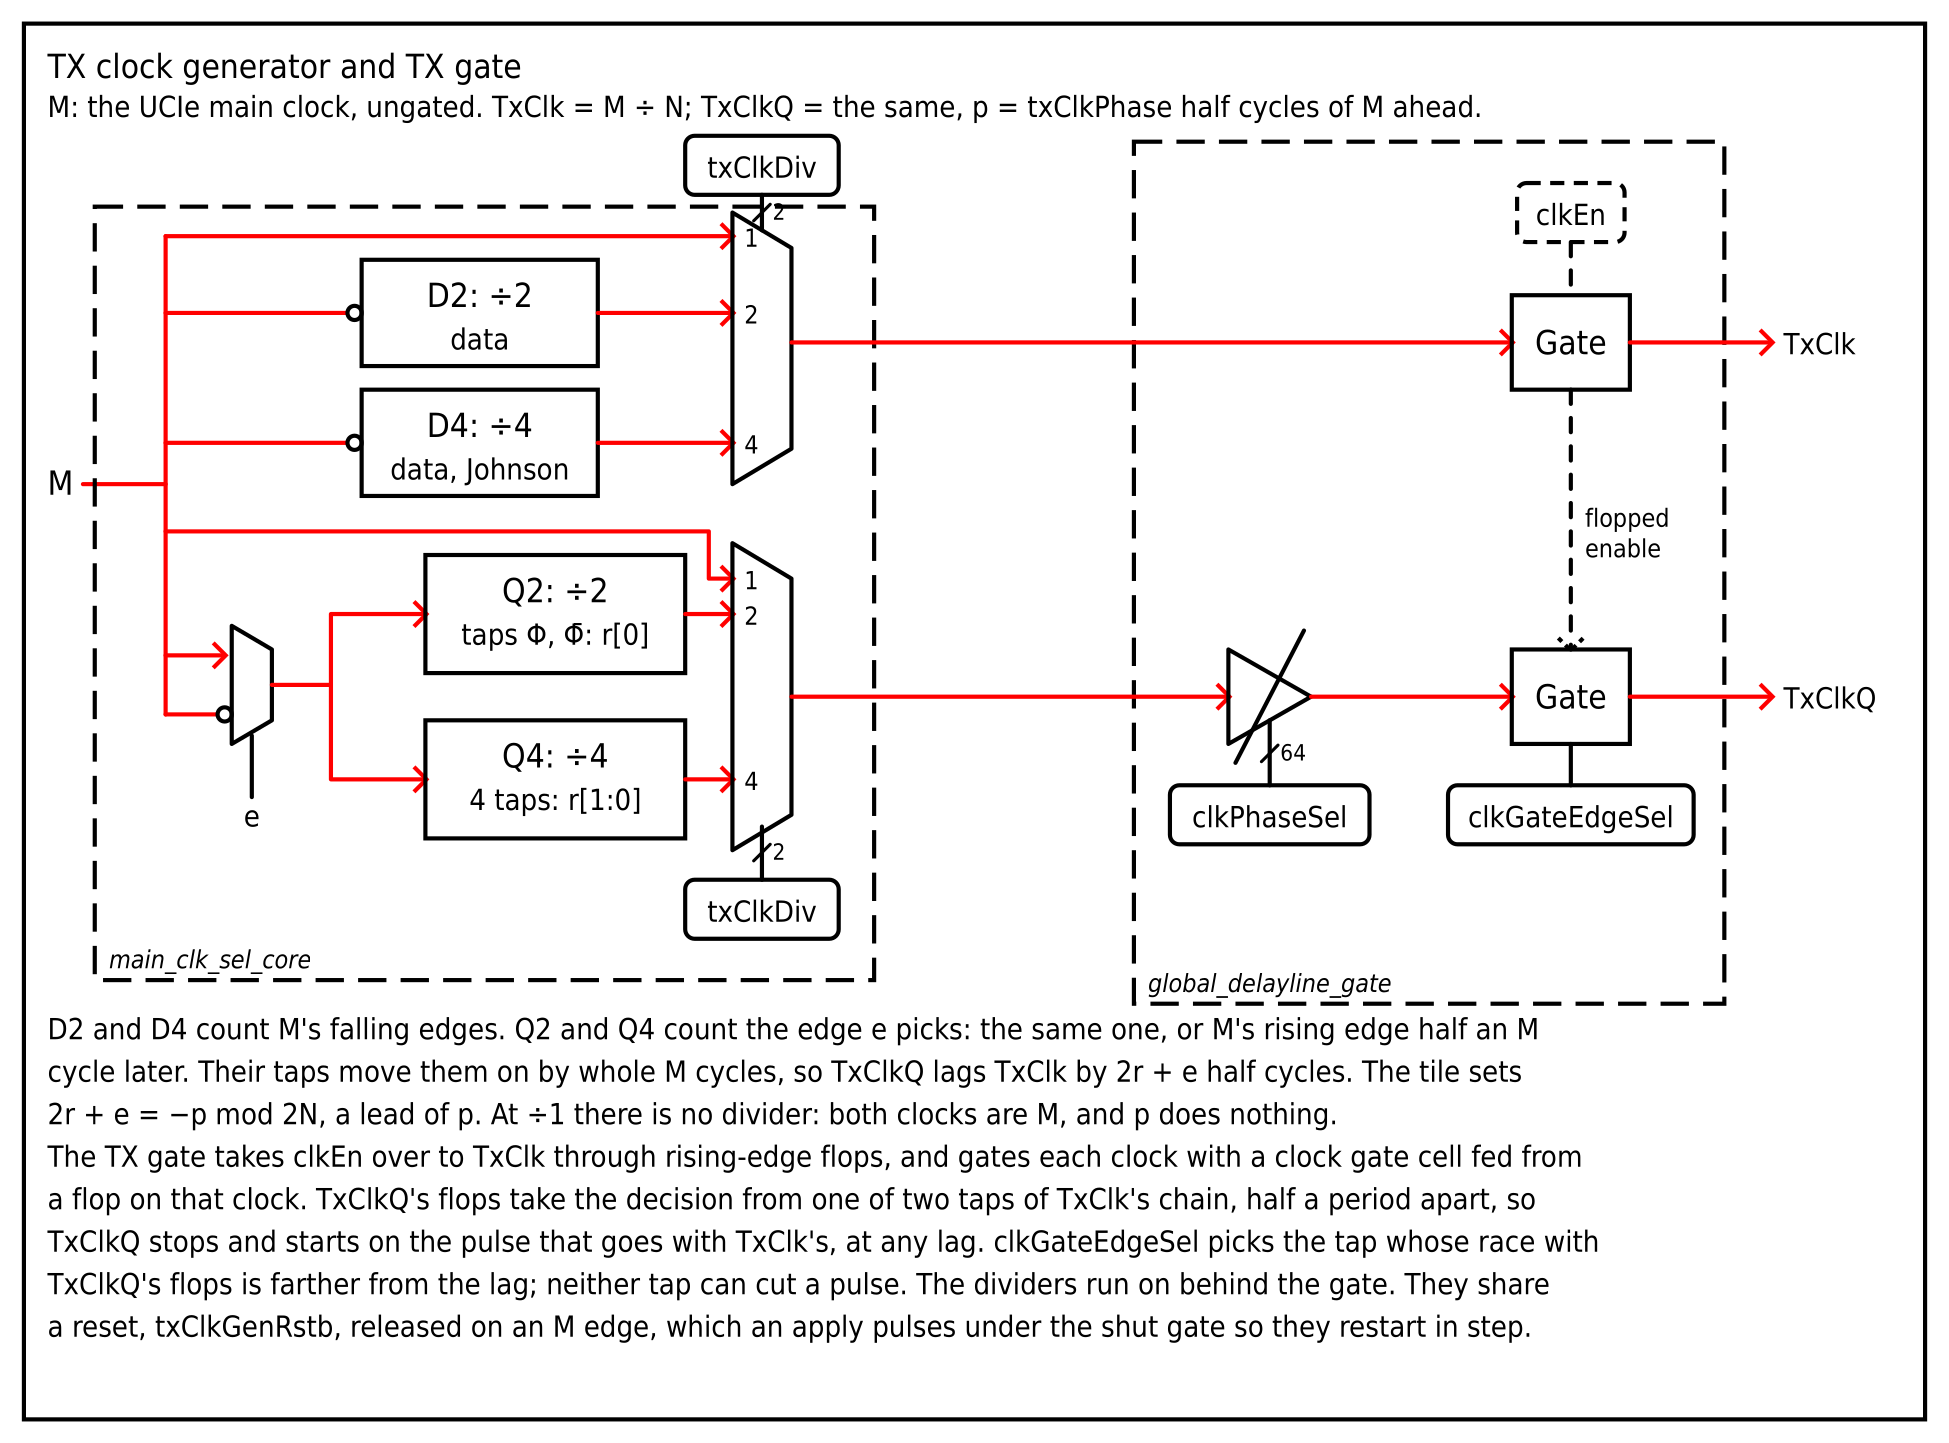 TX clock generator and TX gate
M: the UCIe main clock, ungated. TxClk = M ÷ N; TxClkQ = the same, p = txClkPhase half cycles of M ahead.
txClkDiv
2
clkEn
1
D2: ÷2
data
2
Gate
TxClk
D4: ÷4
data, Johnson
4
M
flopped
enable
1
Q2: ÷2
taps Φ, Φ̄: r[0]
2
Gate
TxClkQ
Q4: ÷4
4 taps: r[1:0]
4
64
e
clkPhaseSel
clkGateEdgeSel
2
txClkDiv
main_clk_sel_core
global_delayline_gate
D2 and D4 count M's falling edges. Q2 and Q4 count the edge e picks: the same one, or M's rising edge half an M
cycle later. Their taps move them on by whole M cycles, so TxClkQ lags TxClk by 2r + e half cycles. The tile sets
2r + e = −p mod 2N, a lead of p. At ÷1 there is no divider: both clocks are M, and p does nothing.
The TX gate takes clkEn over to TxClk through rising-edge flops, and gates each clock with a clock gate cell fed from
a flop on that clock. TxClkQ's flops take the decision from one of two taps of TxClk's chain, half a period apart, so
TxClkQ stops and starts on the pulse that goes with TxClk's, at any lag. clkGateEdgeSel picks the tap whose race with
TxClkQ's flops is farther from the lag; neither tap can cut a pulse. The dividers run on behind the gate. They share
a reset, txClkGenRstb, released on an M edge, which an apply pulses under the shut gate so they restart in step.